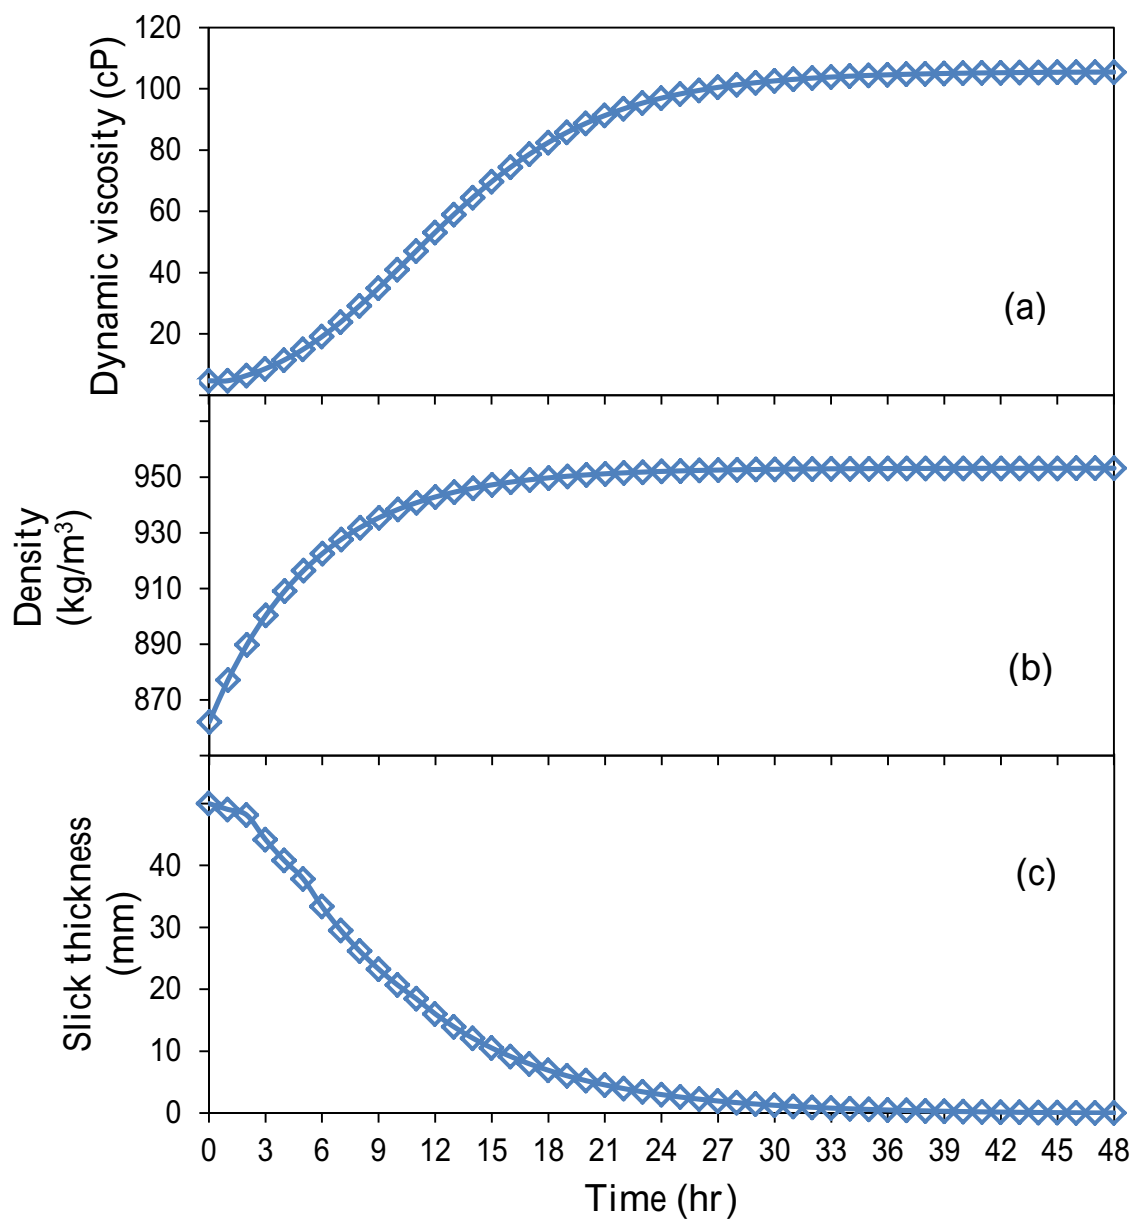 Dynamic viscosity (cP)
120
100
80
60
40
20
(a)
Density
(kg/m³)
950
930
910
890
870
(b)
Slick thickness
(mm)
40
30
20
10
0
(c)
0 3 6 9 12 15 18 21 24 27 30 33 36 39 42 45 48
Time (hr)